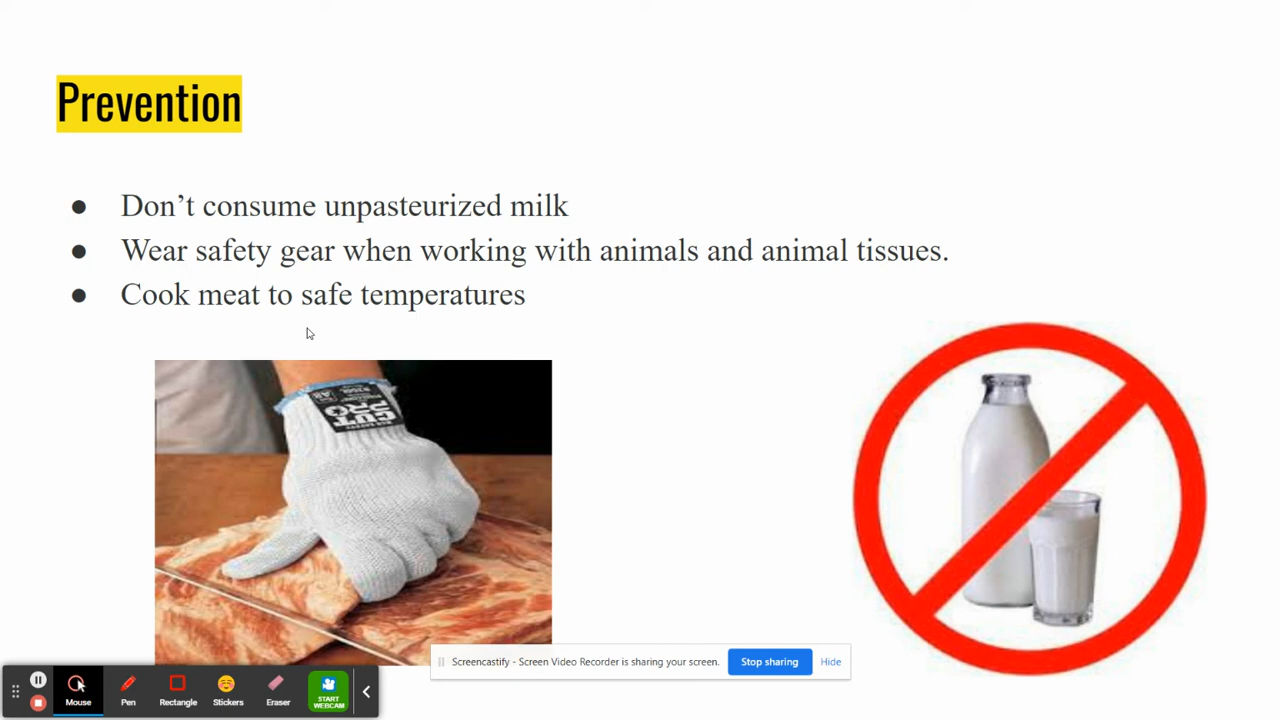 Prevention
● Don’t consume unpasteurized milk
● Wear safety gear when working with animals and animal tissues.
● Cook meat to safe temperatures
CUT
PRO
Screencastify - Screen Video Recorder is sharing your screen.
Stop sharing
Hide
Mouse
Pen
Rectangle
Stickers
Eraser
START
WEBCAM